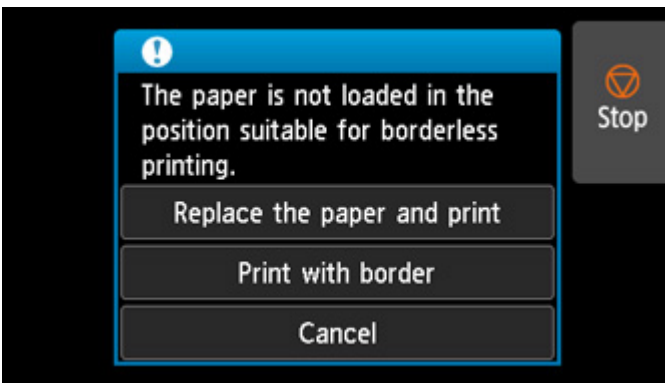 The paper is not loaded in the
position suitable for borderless
printing.
Replace the paper and print
Print with border
Cancel
Stop